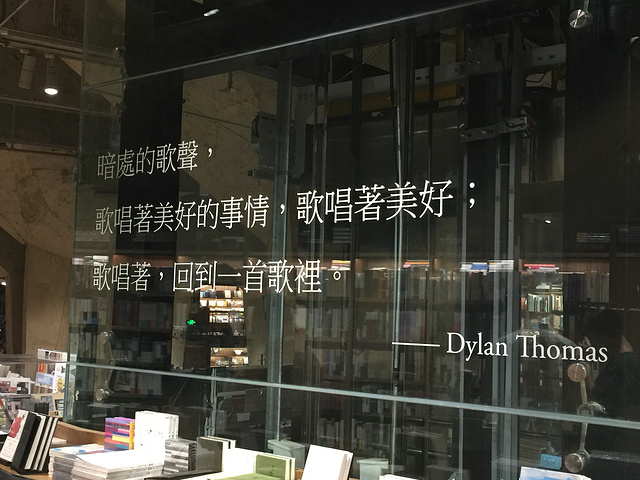 暗處的歌聲，
歌唱著美好的事情，歌唱著美好；
歌唱著，回到一首歌裡。
—— Dylan Thomas